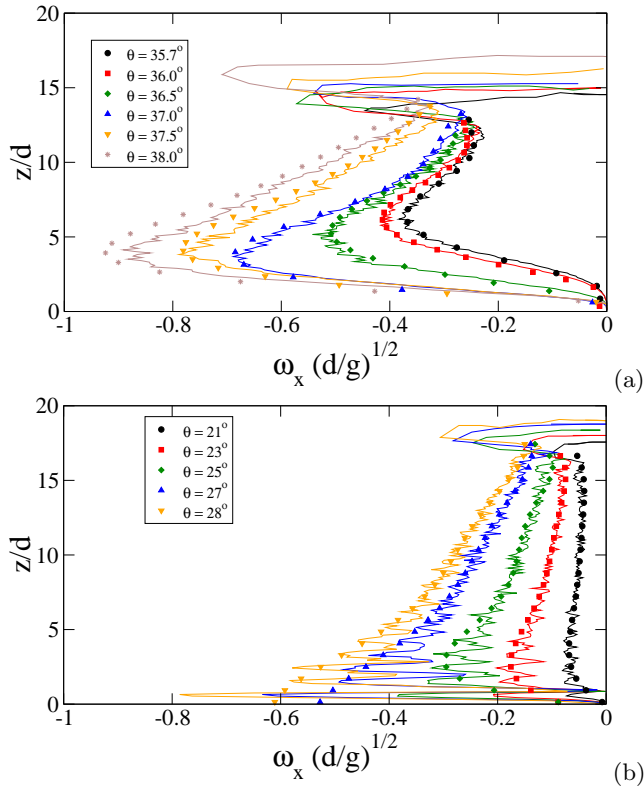 20
15
10
5
0
z/d
θ = 35.7°
θ = 36.0°
θ = 36.5°
θ = 37.0°
θ = 37.5°
θ = 38.0°
-1 -0.8 -0.6 -0.4 -0.2 0
ω_x (d/g)^{1/2}
(a)
20
15
10
5
0
z/d
θ = 21°
θ = 23°
θ = 25°
θ = 27°
θ = 28°
-1 -0.8 -0.6 -0.4 -0.2 0
ω_x (d/g)^{1/2}
(b)